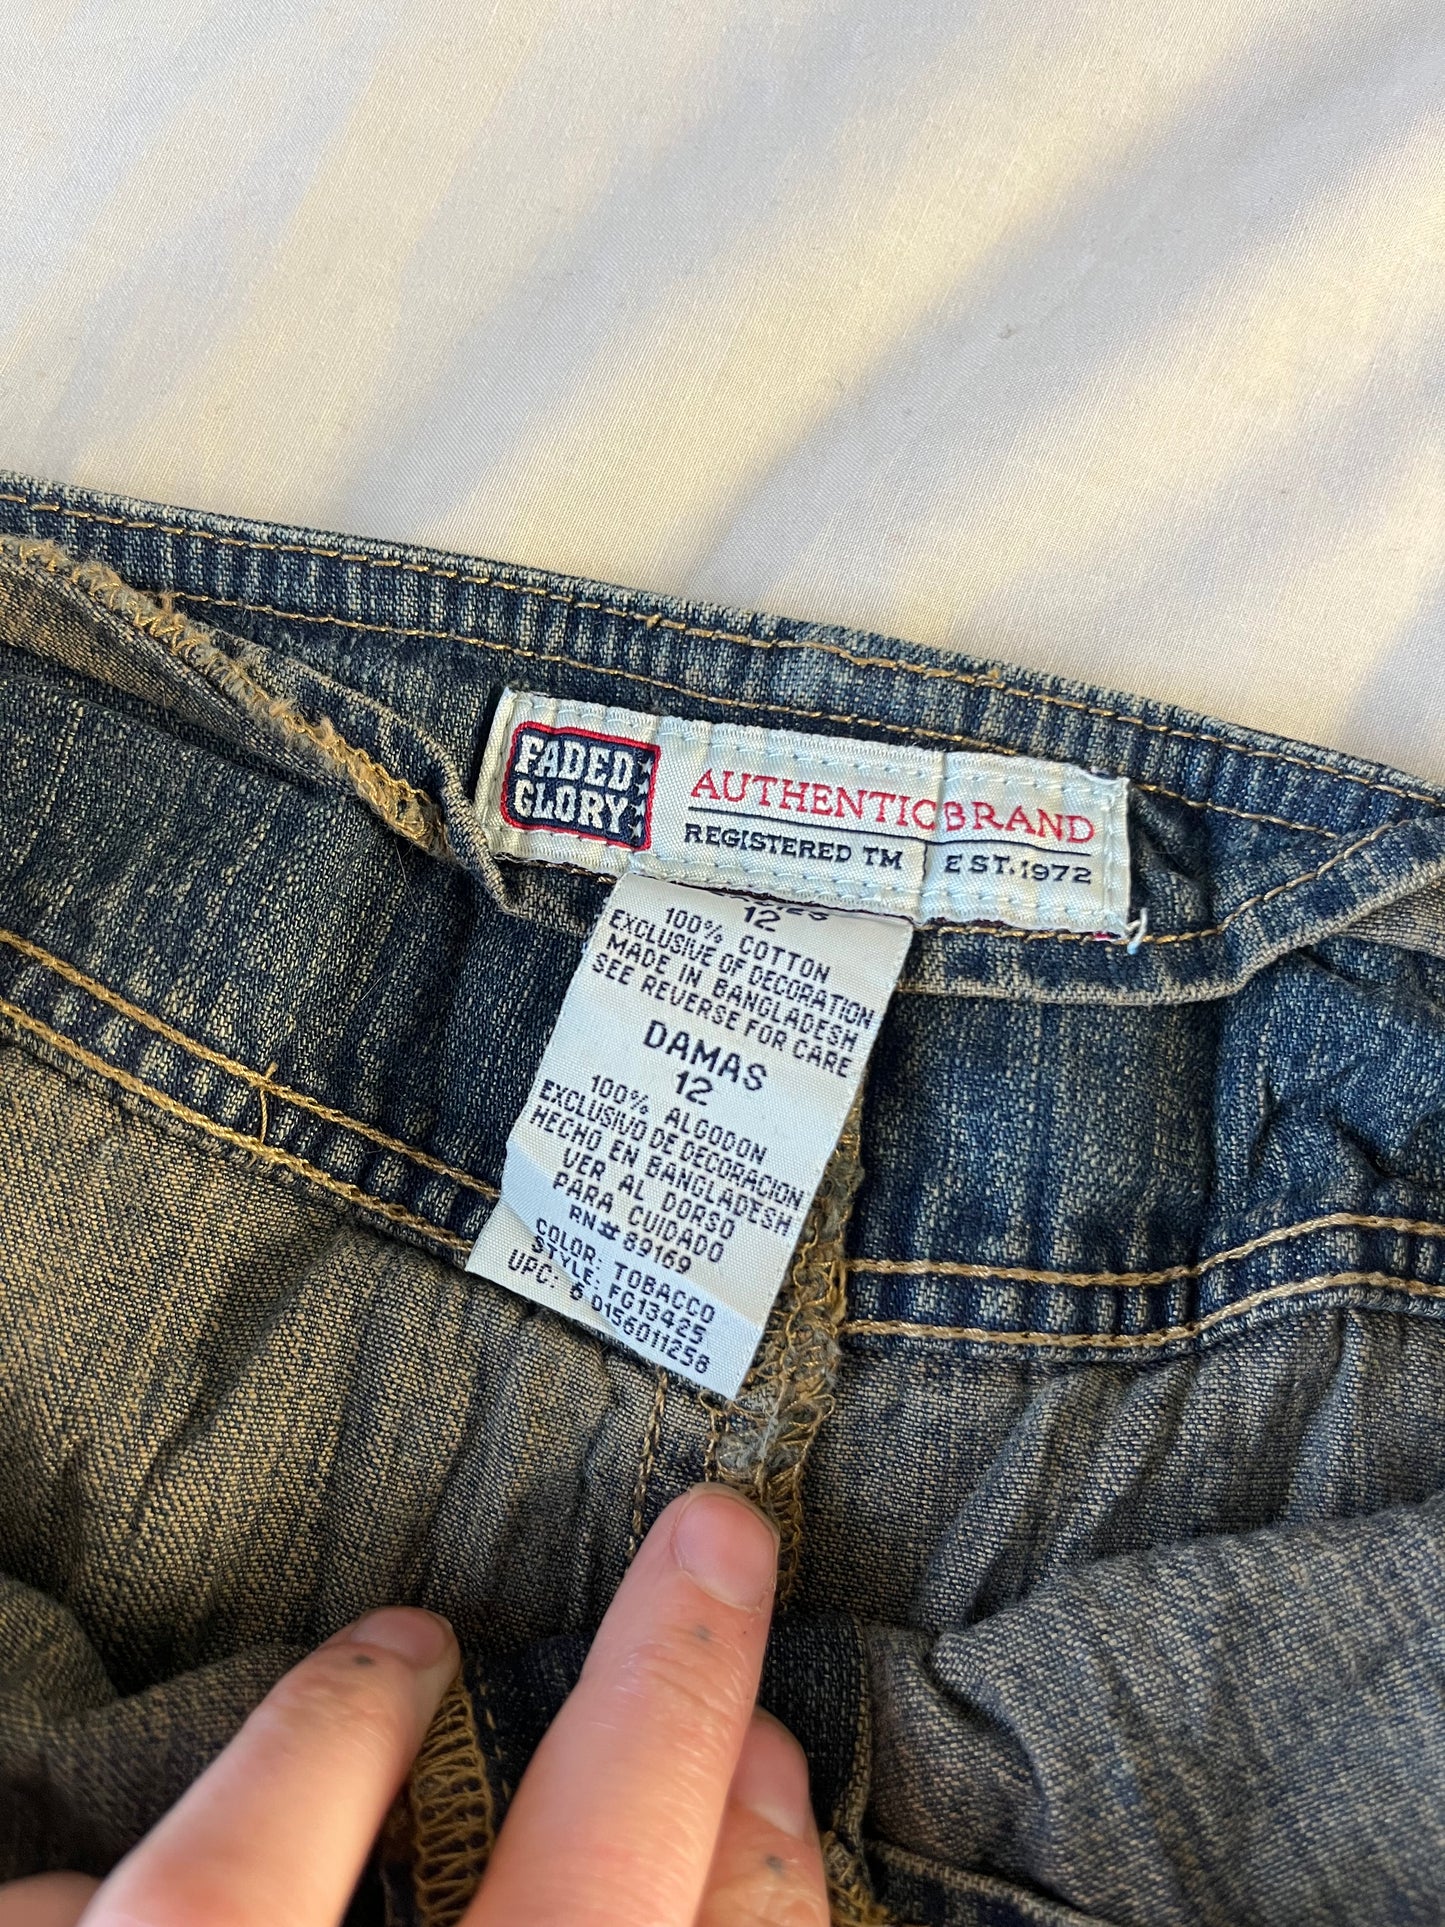 FADED
GLORY
AUTHENTIC BRAND
REGISTERED TM EST. 1972
12
100% COTTON
EXCLUSIVE OF DECORATION
MADE IN BANGLADESH
SEE REVERSE FOR CARE
DAMAS
12
100% ALGODON
EXCLUSIVO DE DECORACION
HECHO EN BANGLADESH
VER AL DORSO
PARA CUIDADO
RN# 89169
COLOR: TOBACCO
STYLE: FG13425
UPC: 6 0156011258